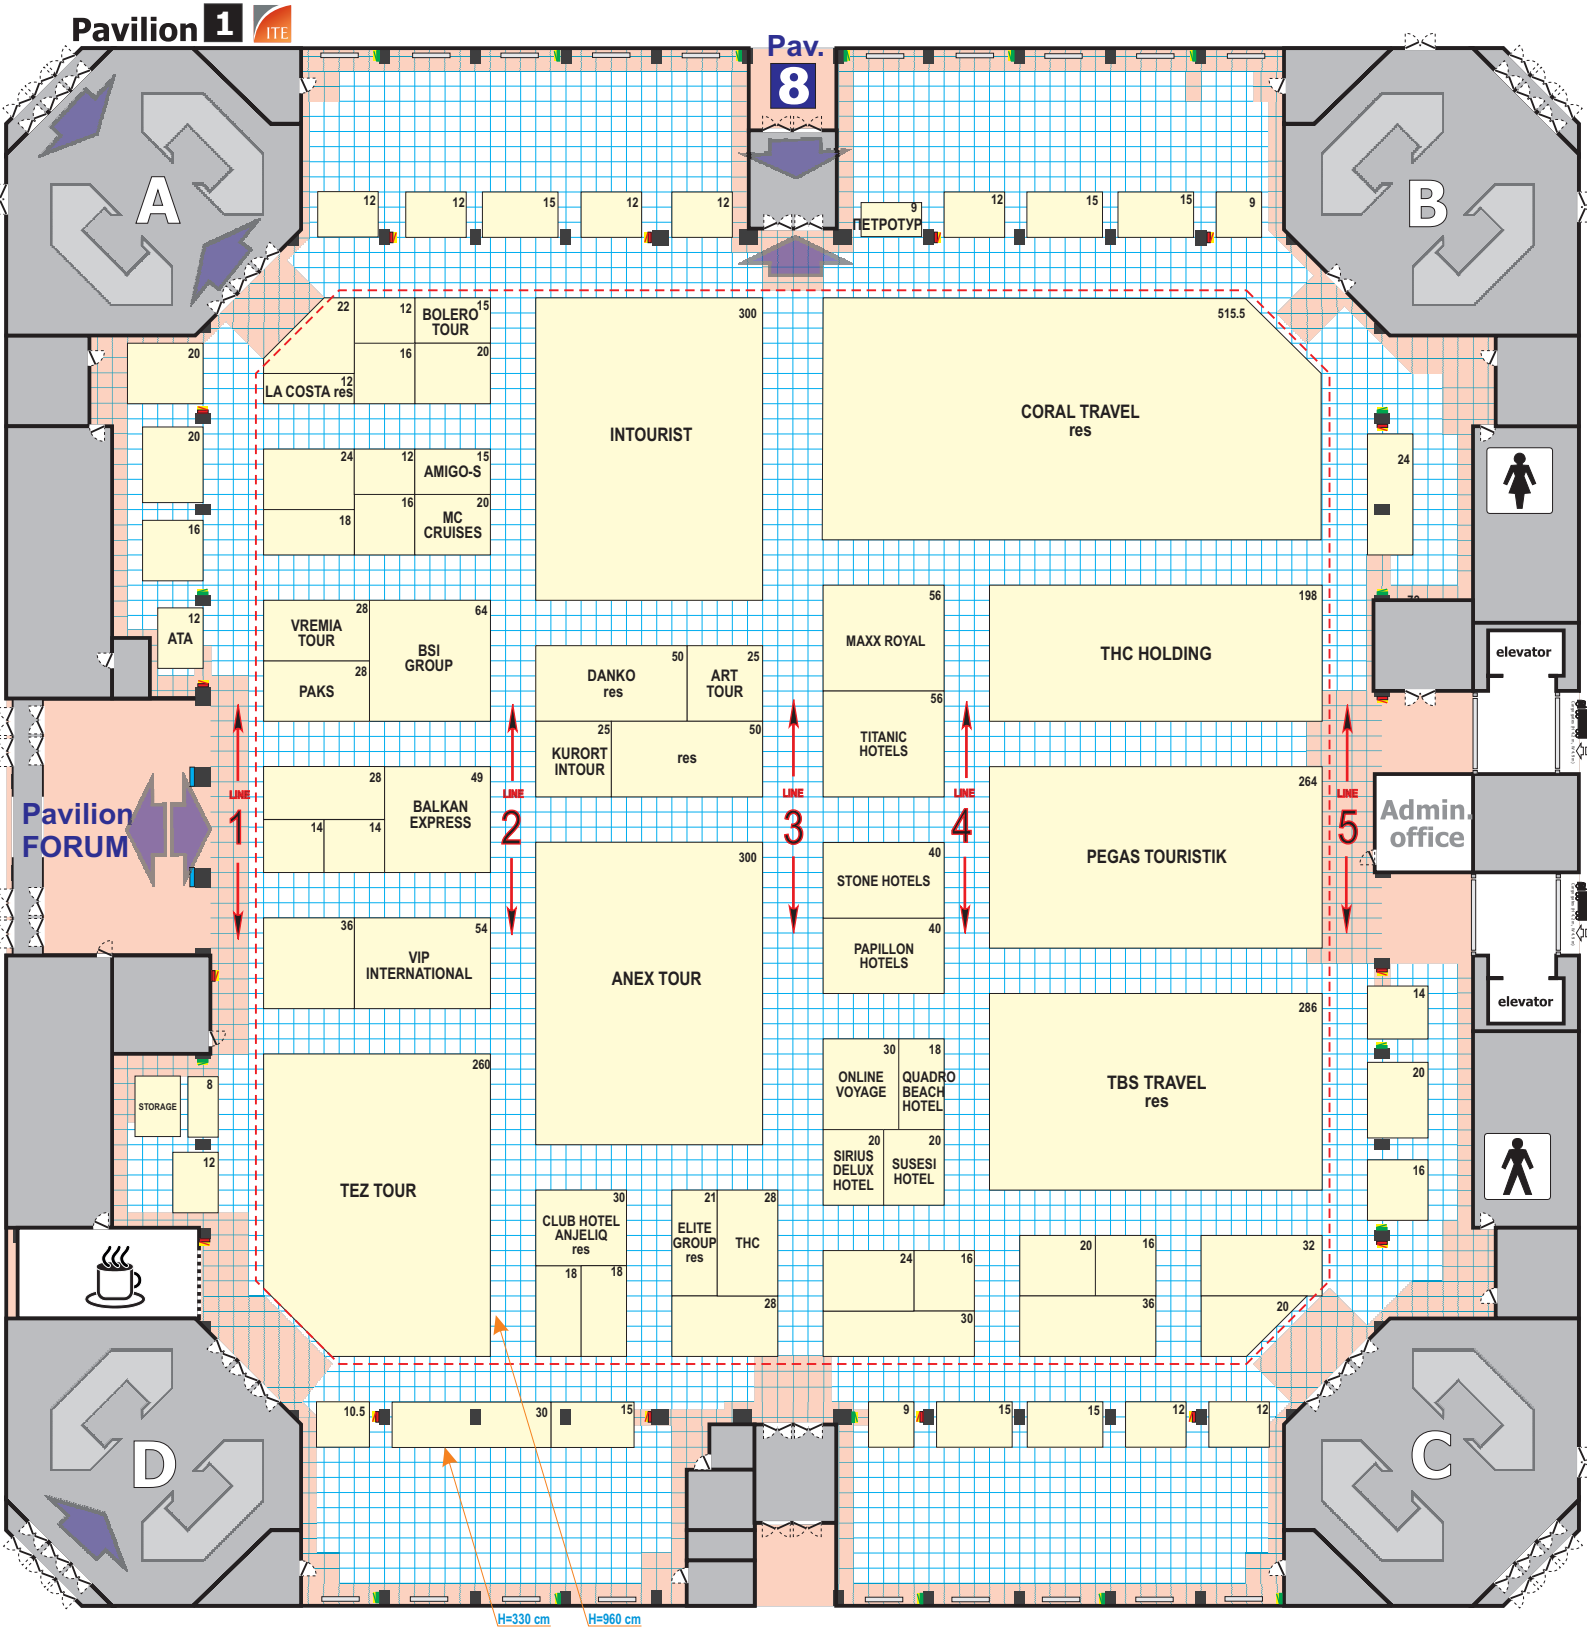 Pavilion 1 ITE
Pav.
8
A
B
12
12
15
12
12
9
ПЕТРОТУР
12
15
15
9
22
12
BOLERO
TOUR
15
16
20
12
LA COSTA res
300
INTOURIST
515.5
CORAL TRAVEL
res
20
20
16
12
ATA
24
12
15
AMIGO-S
18
16
20
MC
CRUISES
24
28
VREMIA
TOUR
64
BSI
GROUP
28
PAKS
50
DANKO
res
25
ART
TOUR
25
KURORT
INTOUR
50
res
56
MAXX ROYAL
56
TITANIC
HOTELS
198
THC HOLDING
elevator
Pavilion
FORUM
LINE
1
LINE
2
LINE
3
LINE
4
LINE
5
28
14
14
49
BALKAN
EXPRESS
264
PEGAS TOURISTIK
Admin.
office
300
ANEX TOUR
40
STONE HOTELS
40
PAPILLON
HOTELS
36
54
VIP
INTERNATIONAL
286
TBS TRAVEL
res
14
20
16
elevator
STORAGE
8
12
260
TEZ TOUR
30
ONLINE
VOYAGE
18
QUADRO
BEACH
HOTEL
20
SIRIUS
DELUX
HOTEL
20
SUSESI
HOTEL
30
CLUB HOTEL
ANJELIQ
res
18
18
21
ELITE
GROUP
res
28
THC
28
24
16
30
20
16
36
32
20
10.5
30
15
9
15
15
12
12
D
C
H=330 cm
H=960 cm